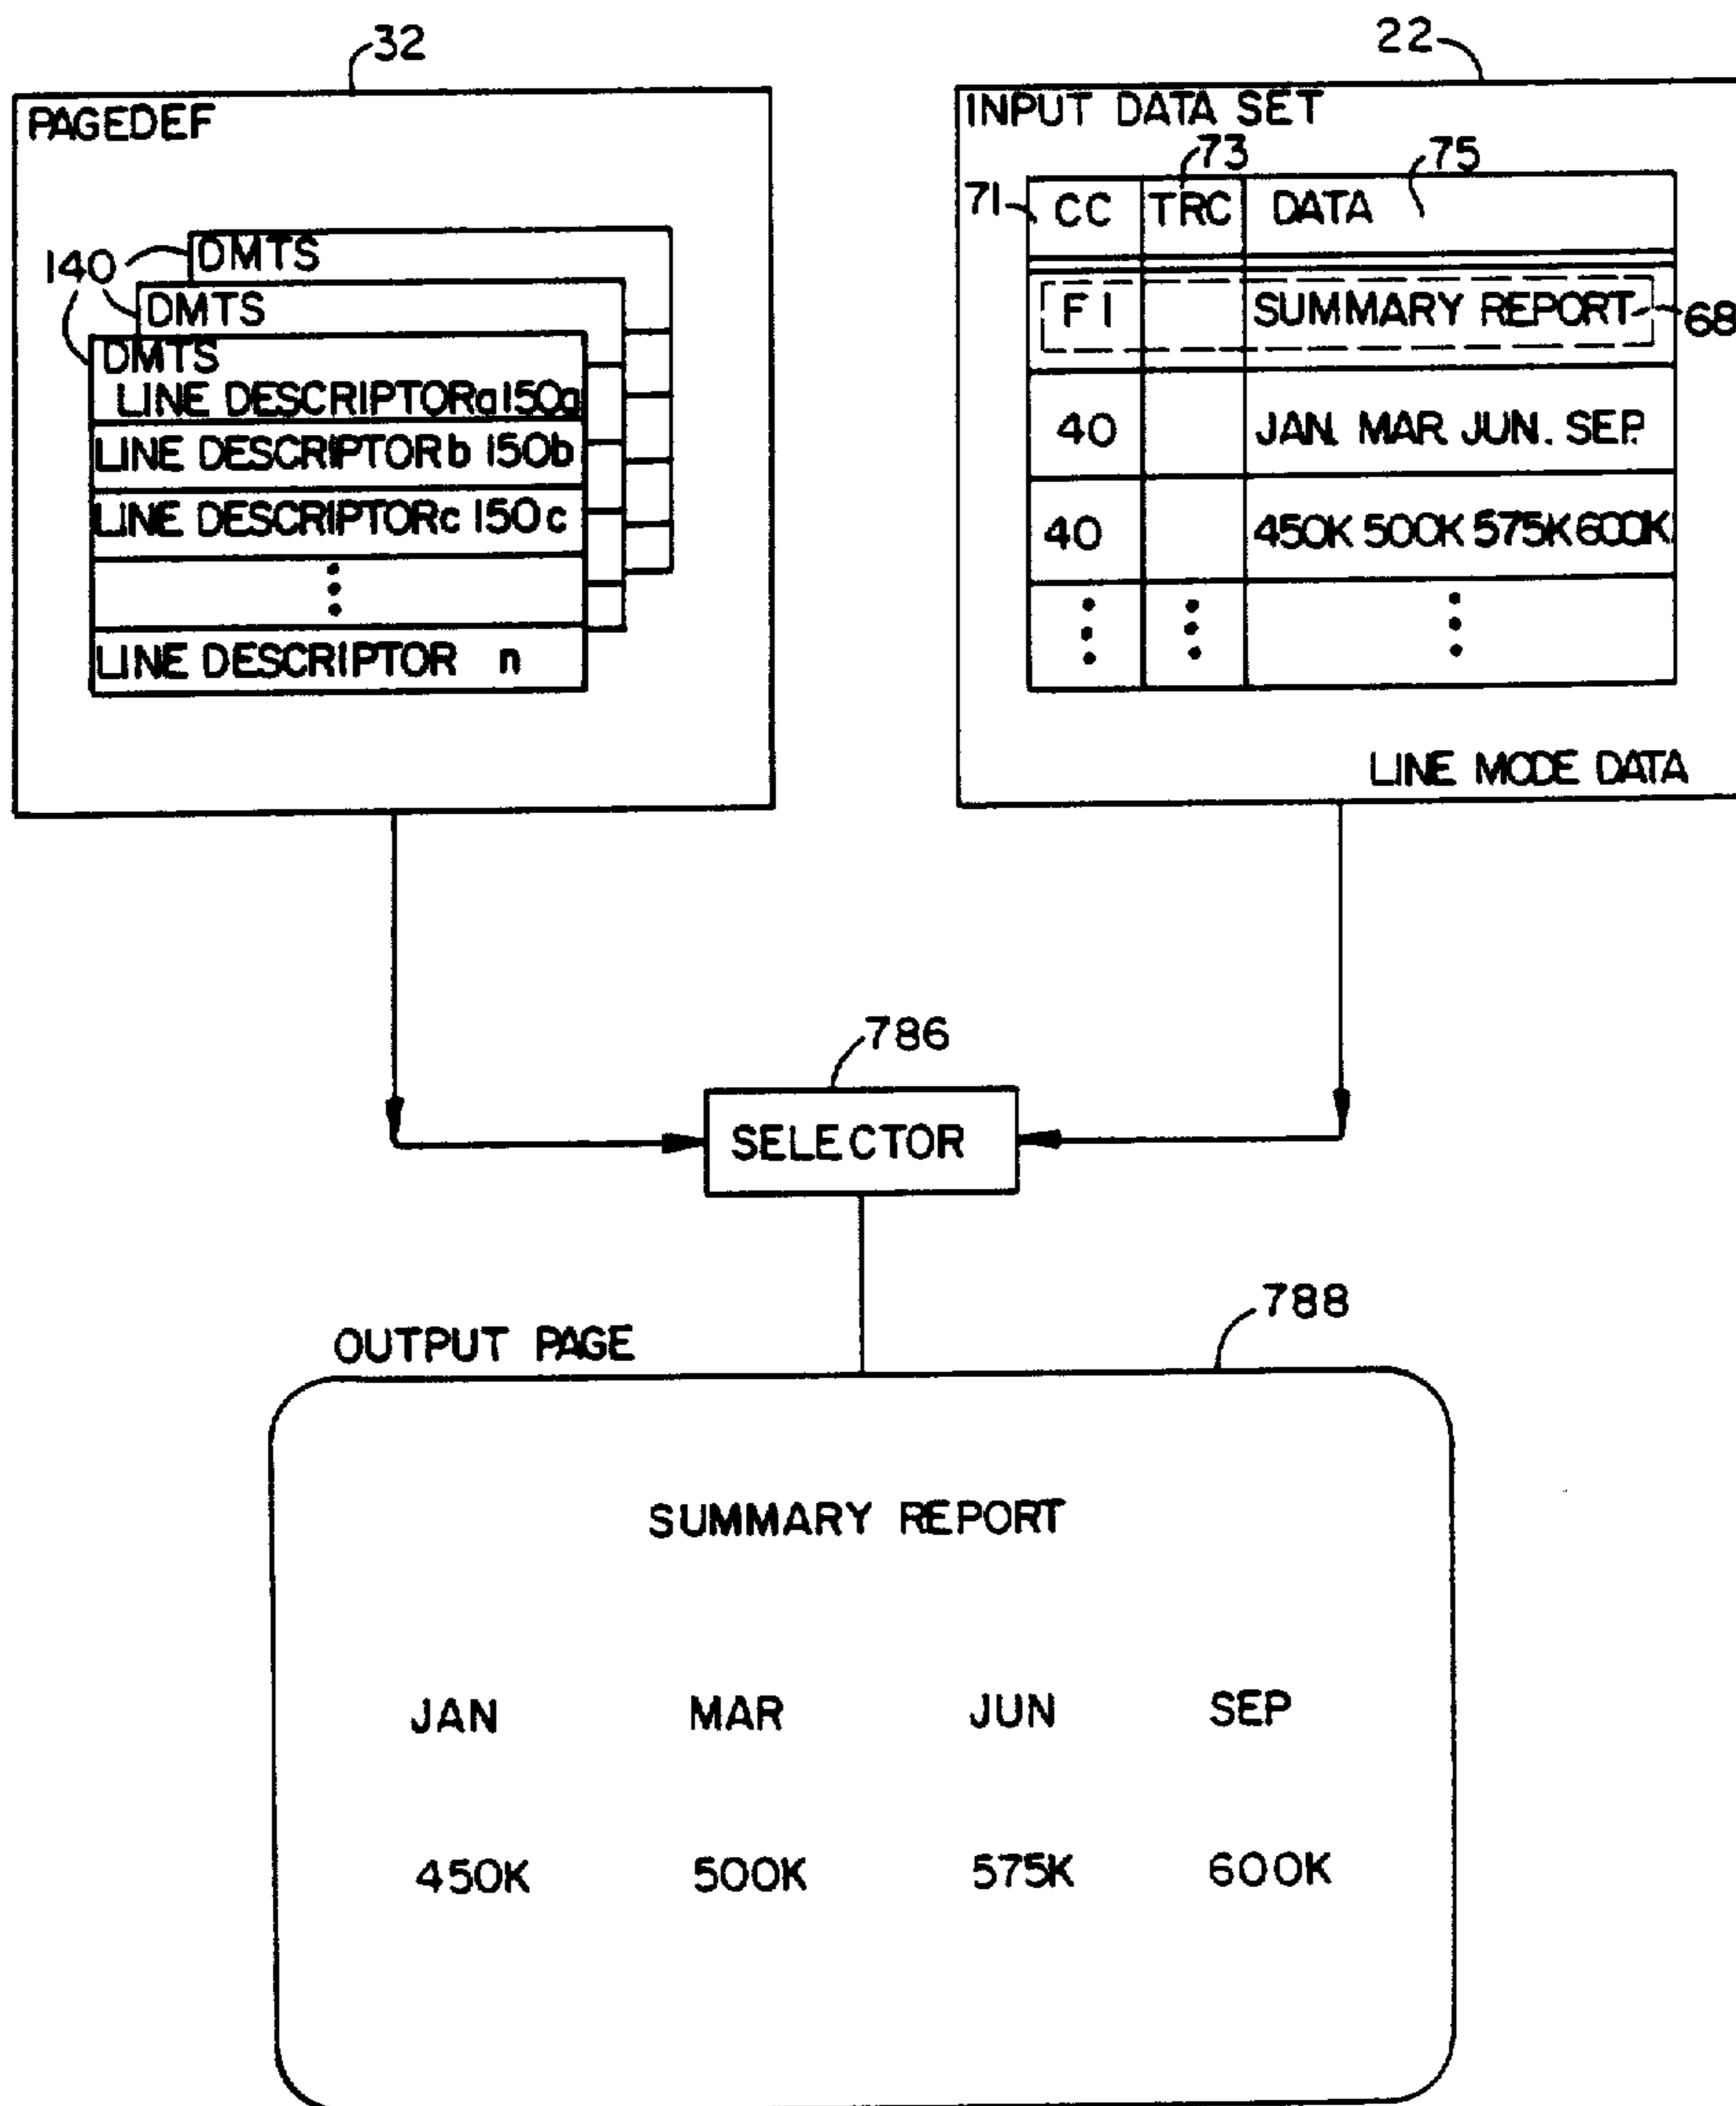 32
PAGEDEF
140
DMTS
DMTS
DMTS
LINE DESCRIPTORa 150a
LINE DESCRIPTORb 150b
LINE DESCRIPTORc 150c
LINE DESCRIPTOR n
22
INPUT DATA SET
73
75
71
CC TRC DATA
F1 SUMMARY REPORT
68
40 JAN. MAR JUN. SEP.
40 450K 500K 575K 600K
LINE MODE DATA
786
SELECTOR
788
OUTPUT PAGE
SUMMARY REPORT
JAN MAR JUN SEP
450K 500K 575K 600K